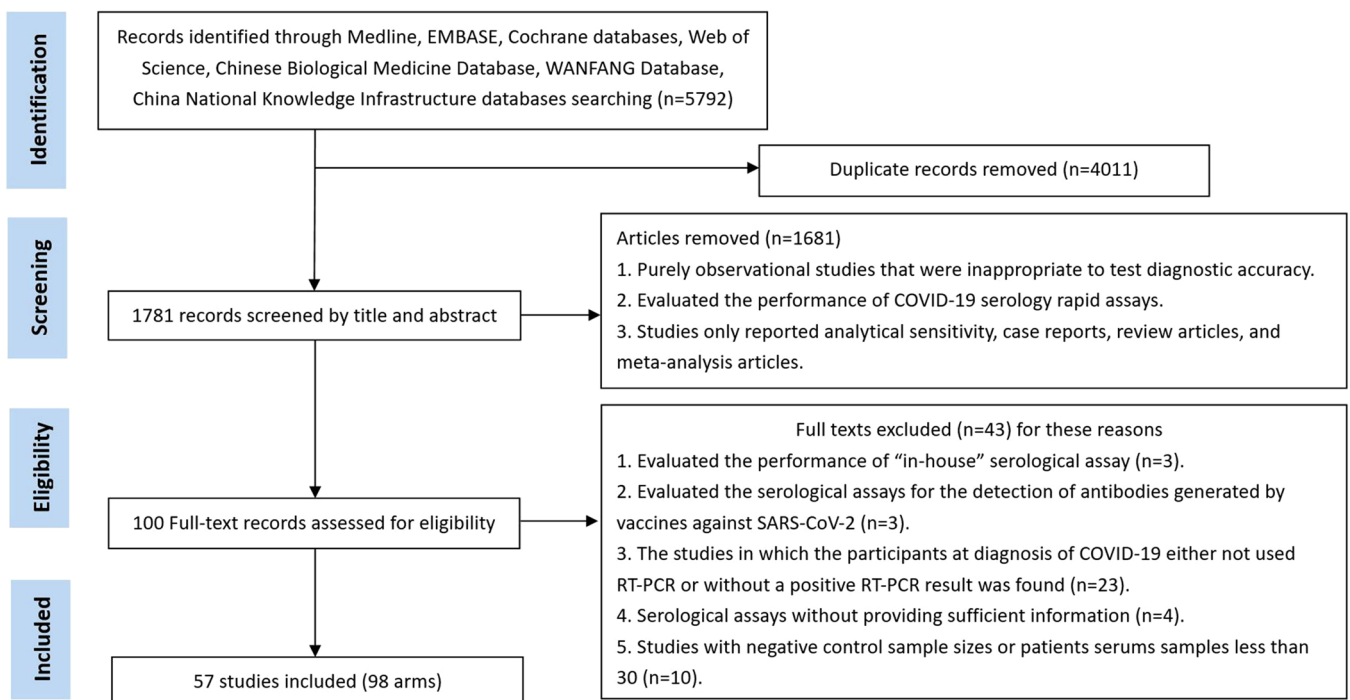 Identification
Records identified through Medline, EMBASE, Cochrane databases, Web of
Science, Chinese Biological Medicine Database, WANFANG Database,
China National Knowledge Infrastructure databases searching (n=5792)
Duplicate records removed (n=4011)
Screening
1781 records screened by title and abstract
Articles removed (n=1681)
1. Purely observational studies that were inappropriate to test diagnostic accuracy.
2. Evaluated the performance of COVID-19 serology rapid assays.
3. Studies only reported analytical sensitivity, case reports, review articles, and
meta-analysis articles.
Eligibility
100 Full-text records assessed for eligibility
Full texts excluded (n=43) for these reasons
1. Evaluated the performance of “in-house” serological assay (n=3).
2. Evaluated the serological assays for the detection of antibodies generated by
vaccines against SARS-CoV-2 (n=3).
3. The studies in which the participants at diagnosis of COVID-19 either not used
RT-PCR or without a positive RT-PCR result was found (n=23).
4. Serological assays without providing sufficient information (n=4).
5. Studies with negative control sample sizes or patients serums samples less than
30 (n=10).
Included
57 studies included (98 arms)